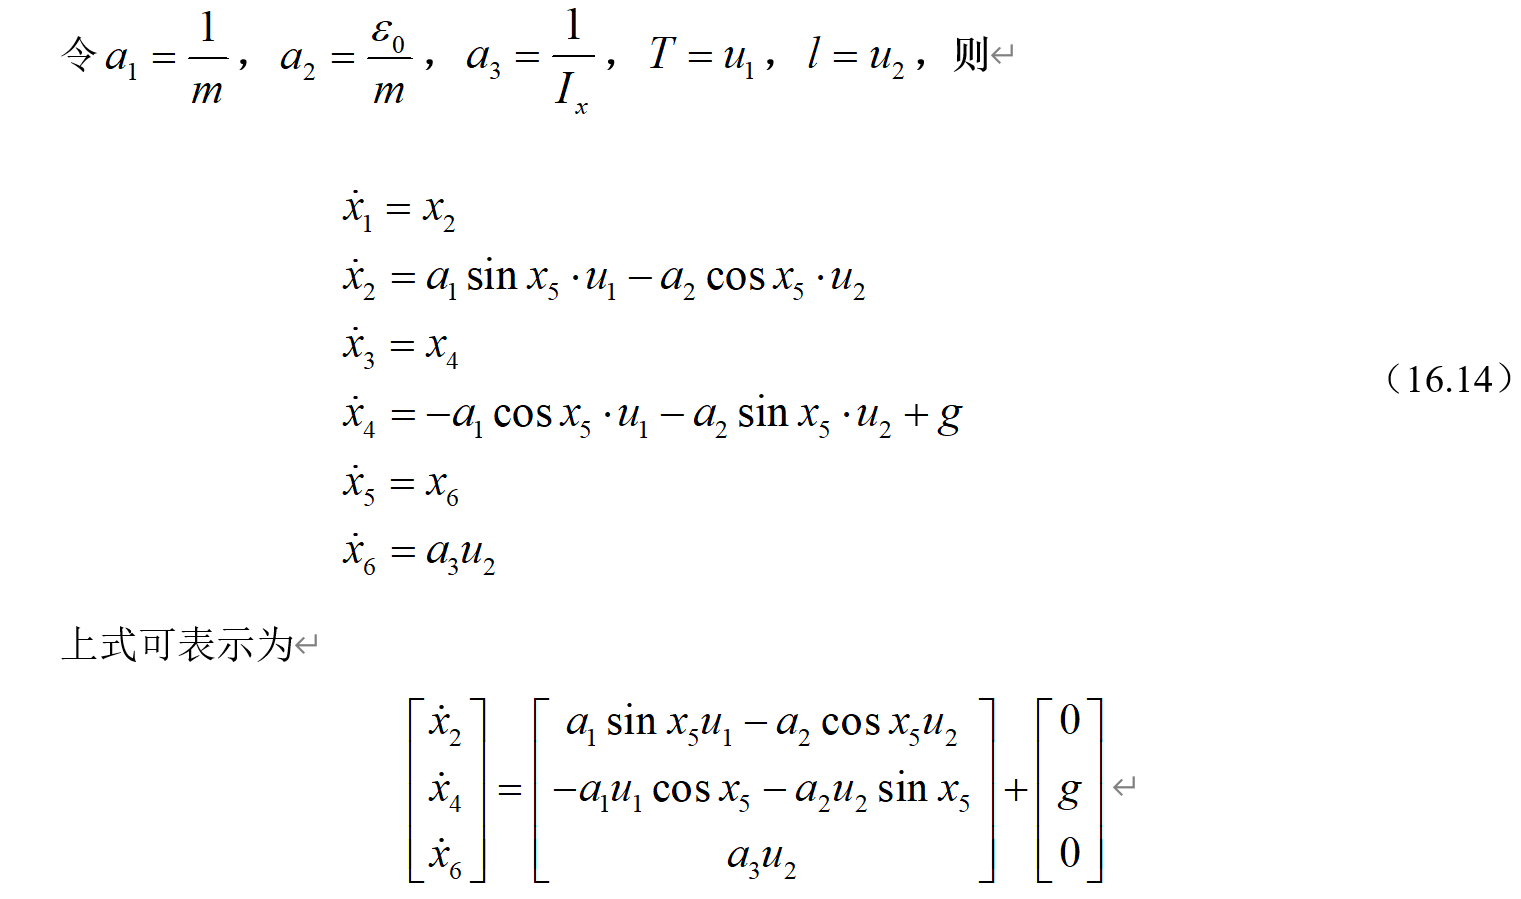 令 a₁ = 1/m，a₂ = ε₀/m，a₃ = 1/Iₓ，T = u₁，l = u₂，则↵
ẋ₁ = x₂
ẋ₂ = a₁ sin x₅ · u₁ − a₂ cos x₅ · u₂
ẋ₃ = x₄
ẋ₄ = −a₁ cos x₅ · u₁ − a₂ sin x₅ · u₂ + g
ẋ₅ = x₆
ẋ₆ = a₃u₂
（16.14）
上式可表示为↵
[ẋ₂; ẋ₄; ẋ₆] = [a₁ sin x₅u₁ − a₂ cos x₅u₂; −a₁u₁ cos x₅ − a₂u₂ sin x₅; a₃u₂] + [0; g; 0] ↵